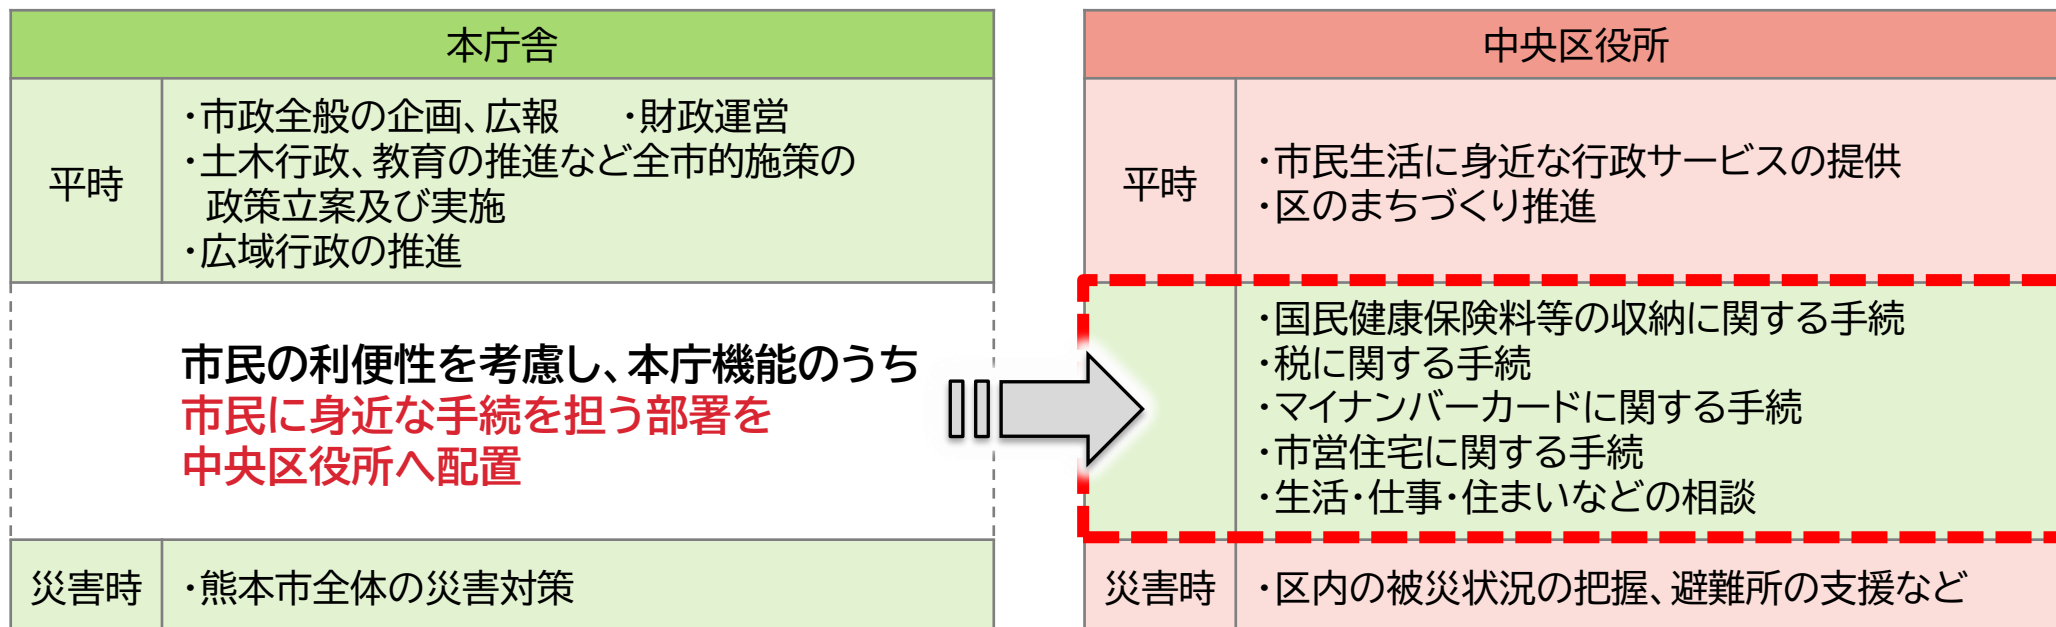 本庁舎
平時
・市政全般の企画、広報　・財政運営
・土木行政、教育の推進など全市的施策の
政策立案及び実施
・広域行政の推進
市民の利便性を考慮し、本庁機能のうち
市民に身近な手続を担う部署を
中央区役所へ配置
災害時
・熊本市全体の災害対策
中央区役所
平時
・市民生活に身近な行政サービスの提供
・区のまちづくり推進
・国民健康保険料等の収納に関する手続
・税に関する手続
・マイナンバーカードに関する手続
・市営住宅に関する手続
・生活・仕事・住まいなどの相談
災害時
・区内の被災状況の把握、避難所の支援など